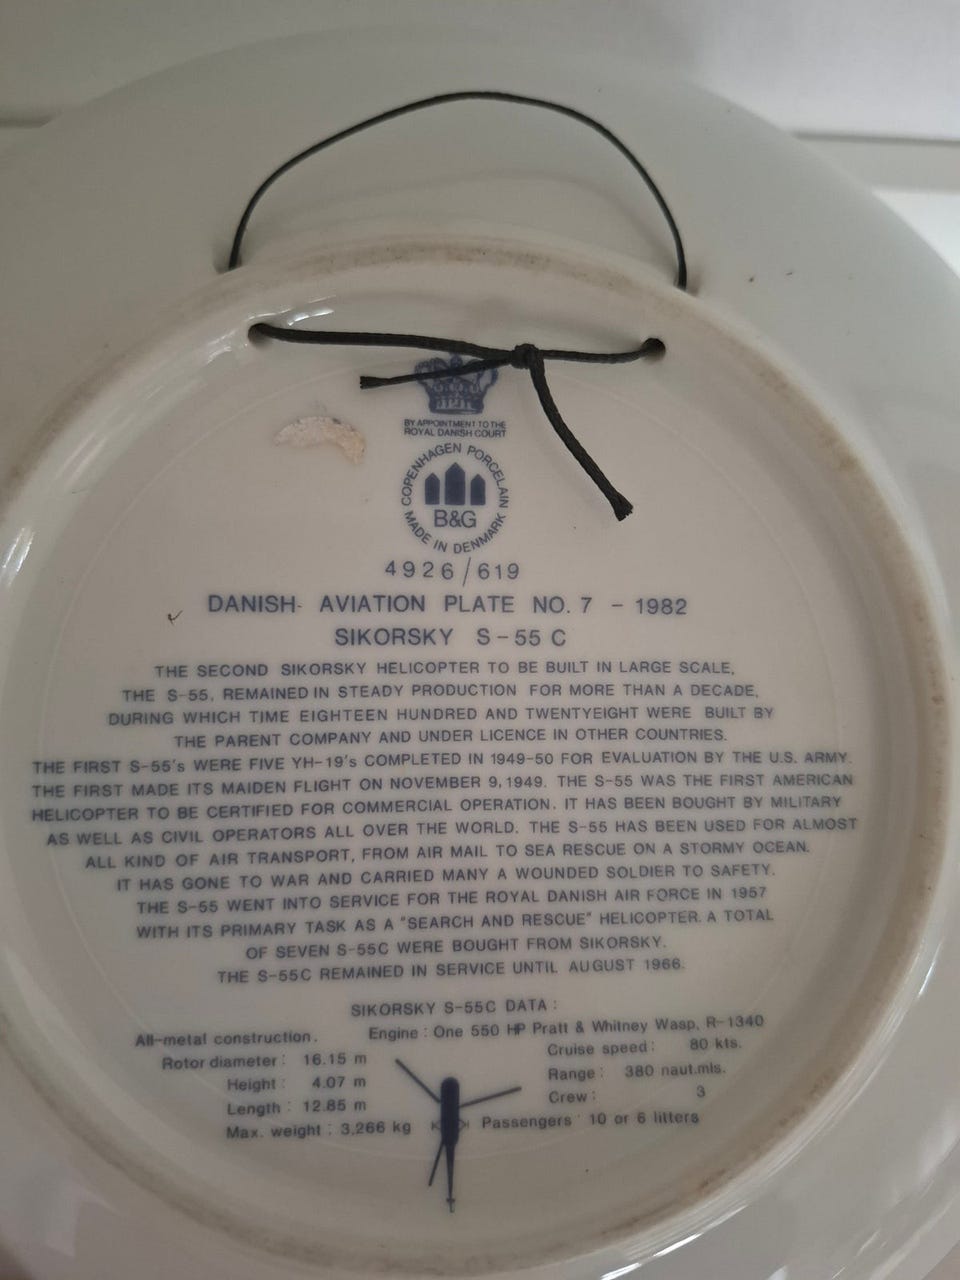 BY APPOINTMENT TO THE
ROYAL DANISH COURT
COPENHAGEN PORCELAIN
B&G
MADE IN DENMARK
4926/619
DANISH- AVIATION PLATE NO. 7 - 1982
SIKORSKY S-55 C
THE SECOND SIKORSKY HELICOPTER TO BE BUILT IN LARGE SCALE,
THE S-55, REMAINED IN STEADY PRODUCTION FOR MORE THAN A DECADE,
DURING WHICH TIME EIGHTEEN HUNDRED AND TWENTYEIGHT WERE BUILT BY
THE PARENT COMPANY AND UNDER LICENCE IN OTHER COUNTRIES.
THE FIRST S-55's WERE FIVE YH-19's COMPLETED IN 1949-50 FOR EVALUATION BY THE U.S. ARMY.
THE FIRST MADE ITS MAIDEN FLIGHT ON NOVEMBER 9,1949. THE S-55 WAS THE FIRST AMERICAN
HELICOPTER TO BE CERTIFIED FOR COMMERCIAL OPERATION. IT HAS BEEN BOUGHT BY MILITARY
AS WELL AS CIVIL OPERATORS ALL OVER THE WORLD. THE S-55 HAS BEEN USED FOR ALMOST
ALL KIND OF AIR TRANSPORT, FROM AIR MAIL TO SEA RESCUE ON A STORMY OCEAN.
IT HAS GONE TO WAR AND CARRIED MANY A WOUNDED SOLDIER TO SAFETY.
THE S-55 WENT INTO SERVICE FOR THE ROYAL DANISH AIR FORCE IN 1957
WITH ITS PRIMARY TASK AS A "SEARCH AND RESCUE" HELICOPTER. A TOTAL
OF SEVEN S-55C WERE BOUGHT FROM SIKORSKY.
THE S-55C REMAINED IN SERVICE UNTIL AUGUST 1966.
SIKORSKY S-55C DATA :
All-metal construction. Engine : One 550 HP Pratt & Whitney Wasp, R-1340
Rotor diameter : 16.15 m Cruise speed : 80 kts.
Height : 4.07 m Range : 380 naut.mls.
Length : 12.85 m Crew : 3
Max. weight : 3,266 kg Passengers : 10 or 6 litters